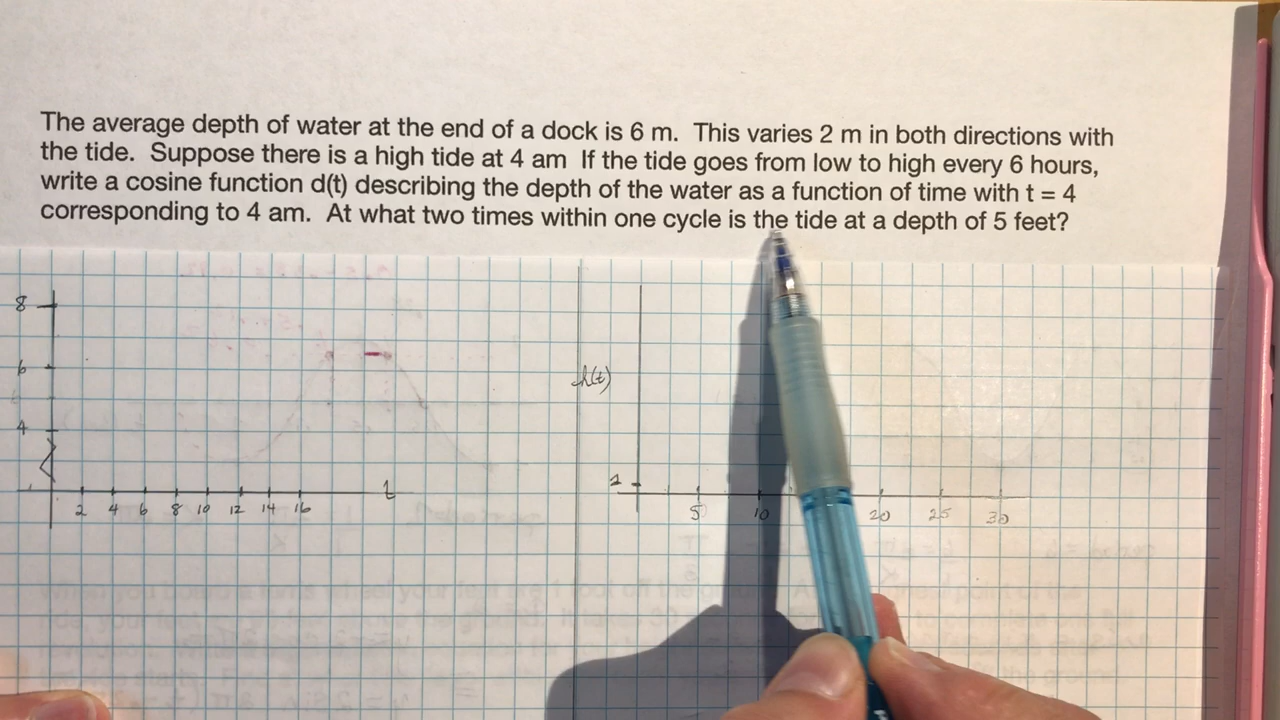 The average depth of water at the end of a dock is 6 m. This varies 2 m in both directions with
the tide. Suppose there is a high tide at 4 am If the tide goes from low to high every 6 hours,
write a cosine function d(t) describing the depth of the water as a function of time with t = 4
corresponding to 4 am. At what two times within one cycle is the tide at a depth of 5 feet?
8
6
4
2 4 6 8 10 12 14 16 t
h(t)
2
5 10 20 25 30